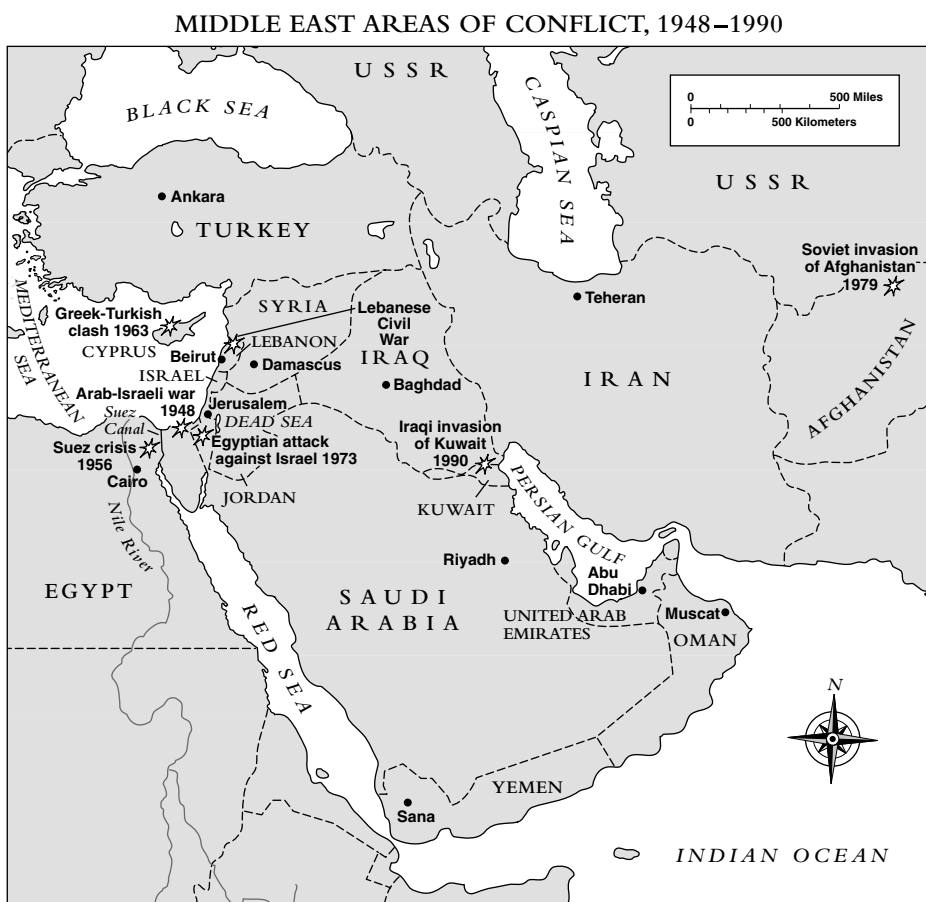 MIDDLE EAST AREAS OF CONFLICT, 1948–1990
USSR
BLACK SEA
CASPIAN SEA
0 500 Miles
0 500 Kilometers
USSR
Ankara
TURKEY
Soviet invasion
of Afghanistan
1979
MEDITERRANEAN
SEA
Greek-Turkish
clash 1963
CYPRUS
SYRIA
Lebanese
Civil
War
Teheran
LEBANON
Beirut
Damascus
IRAQ
ISRAEL
Baghdad
IRAN
AFGHANISTAN
Arab-Israeli war
1948
Jerusalem
Suez
Canal
DEAD SEA
Suez crisis
1956
Egyptian attack
against Israel 1973
Iraqi invasion
of Kuwait
1990
Cairo
JORDAN
KUWAIT
PERSIAN GULF
Nile River
Riyadh
Abu
Dhabi
EGYPT
SAUDI
ARABIA
UNITED ARAB
EMIRATES
Muscat
OMAN
RED SEA
N
YEMEN
Sana
INDIAN OCEAN